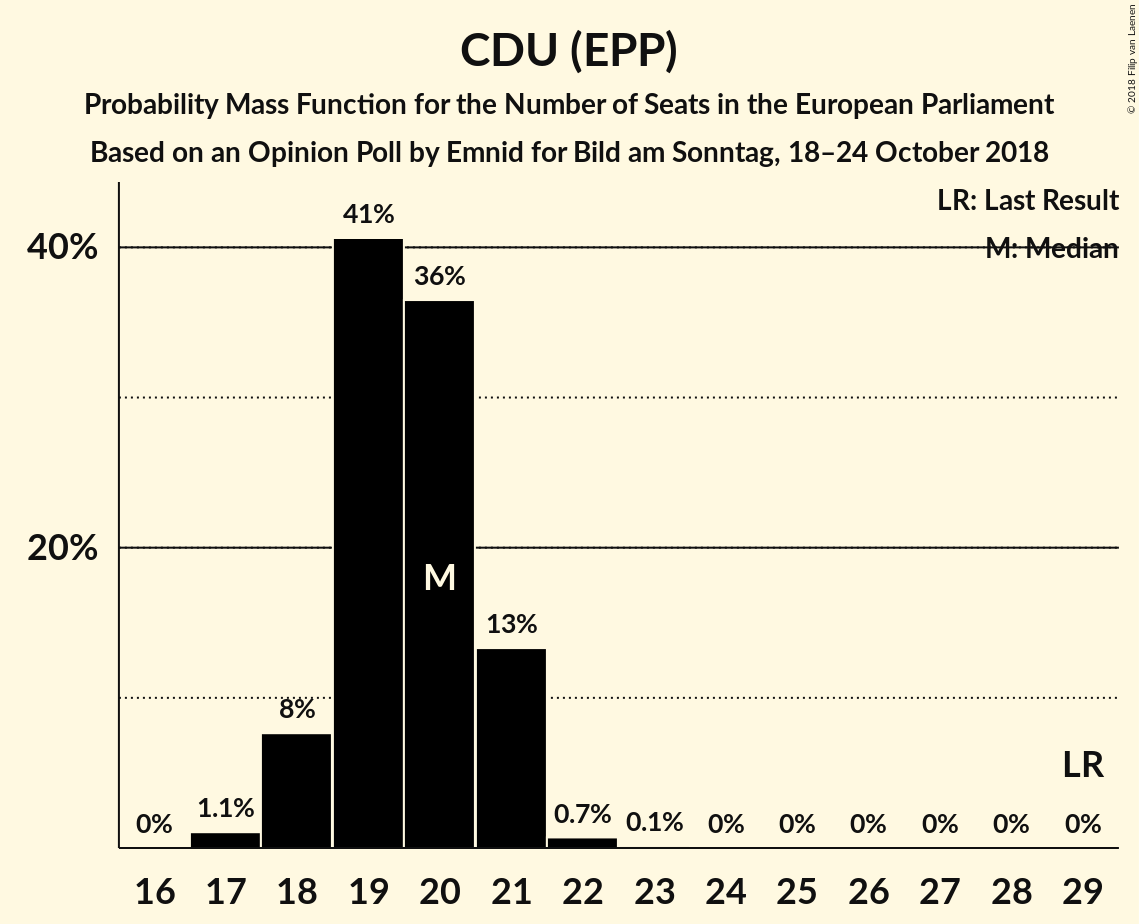 CDU (EPP)
Probability Mass Function for the Number of Seats in the European Parliament
Based on an Opinion Poll by Emnid for Bild am Sonntag, 18–24 October 2018
© 2018 Filip van Laenen
LR: Last Result
M: Median
40%
20%
0%
1.1%
8%
41%
36%
13%
0.7%
0.1%
0%
0%
0%
0%
0%
0%
M
LR
16 17 18 19 20 21 22 23 24 25 26 27 28 29